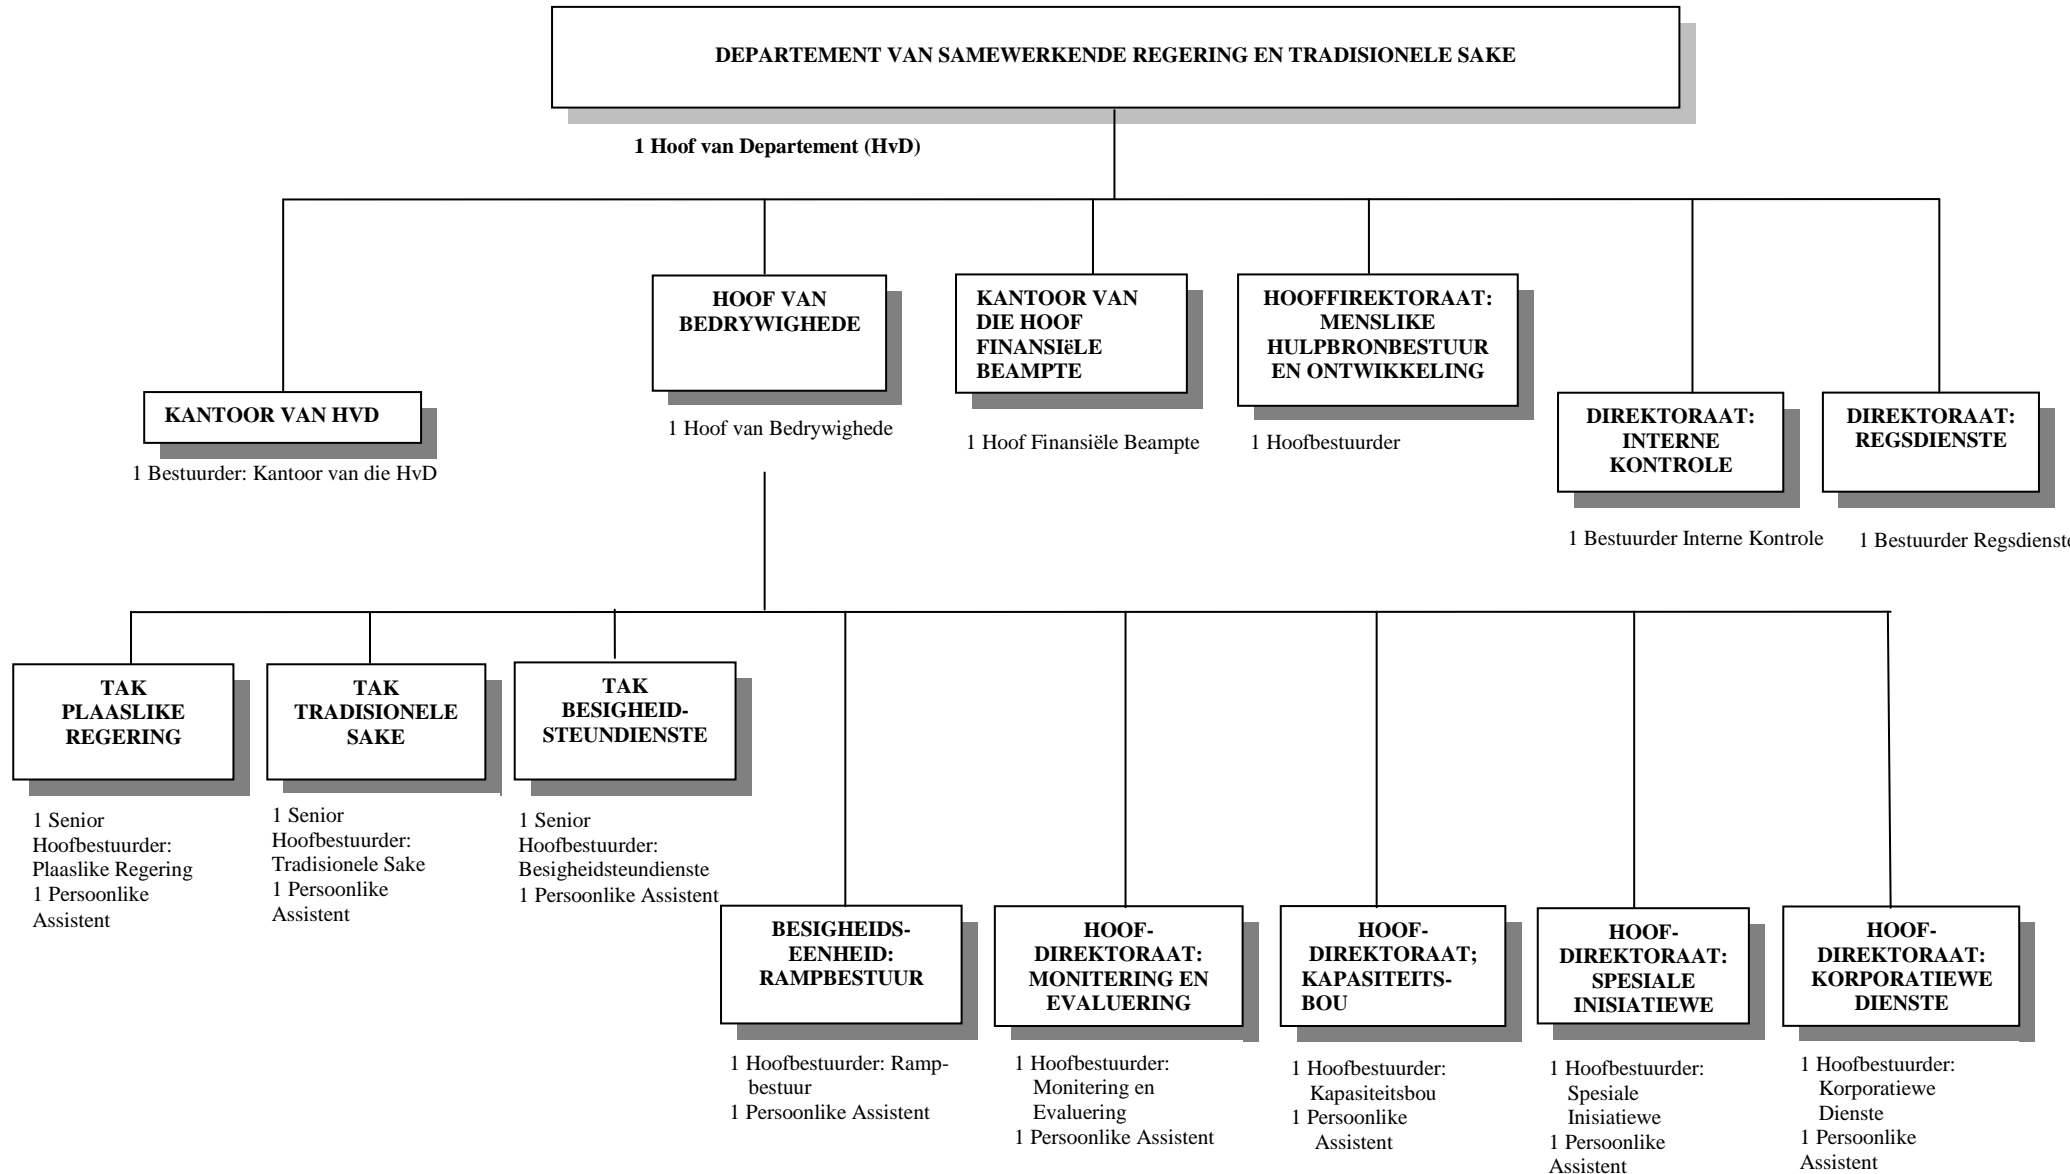 DEPARTEMENT VAN SAMEWERKENDE REGERING EN TRADISIONELE SAKE
1 Hoof van Departement (HvD)
KANTOOR VAN HVD
1 Bestuurder: Kantoor van die HvD
HOOF VAN
BEDRYWIGHEDE
1 Hoof van Bedrywighede
KANTOOR VAN
DIE HOOF
FINANSIëLE
BEAMPTE
1 Hoof Finansiële Beampte
HOOFFIREKTORAAT:
MENSLIKE
HULPBRONBESTUUR
EN ONTWIKKELING
1 Hoofbestuurder
DIREKTORAAT:
INTERNE
KONTROLE
1 Bestuurder Interne Kontrole
DIREKTORAAT:
REGSDIENSTE
1 Bestuurder Regsdienste
TAK
PLAASLIKE
REGERING
1 Senior
Hoofbestuurder:
Plaaslike Regering
1 Persoonlike
Assistent
TAK
TRADISIONELE
SAKE
1 Senior
Hoofbestuurder:
Tradisionele Sake
1 Persoonlike
Assistent
TAK
BESIGHEID-
STEUNDIENSTE
1 Senior
Hoofbestuurder:
Besigheidsteundienste
1 Persoonlike Assistent
BESIGHEIDS-
EENHEID:
RAMPBESTUUR
1 Hoofbestuurder: Ramp-
bestuur
1 Persoonlike Assistent
HOOF-
DIREKTORAAT:
MONITERING EN
EVALUERING
1 Hoofbestuurder:
Monitering en
Evaluering
1 Persoonlike Assistent
HOOF-
DIREKTORAAT;
KAPASITEITS-
BOU
1 Hoofbestuurder:
Kapasiteitsbou
1 Persoonlike
Assistent
HOOF-
DIREKTORAAT:
SPESIALE
INISIATIEWE
1 Hoofbestuurder:
Spesiale
Inisiatiewe
1 Persoonlike
Assistent
HOOF-
DIREKTORAAT:
KORPORATIEWE
DIENSTE
1 Hoofbestuurder:
Korporatiewe
Dienste
1 Persoonlike
Assistent